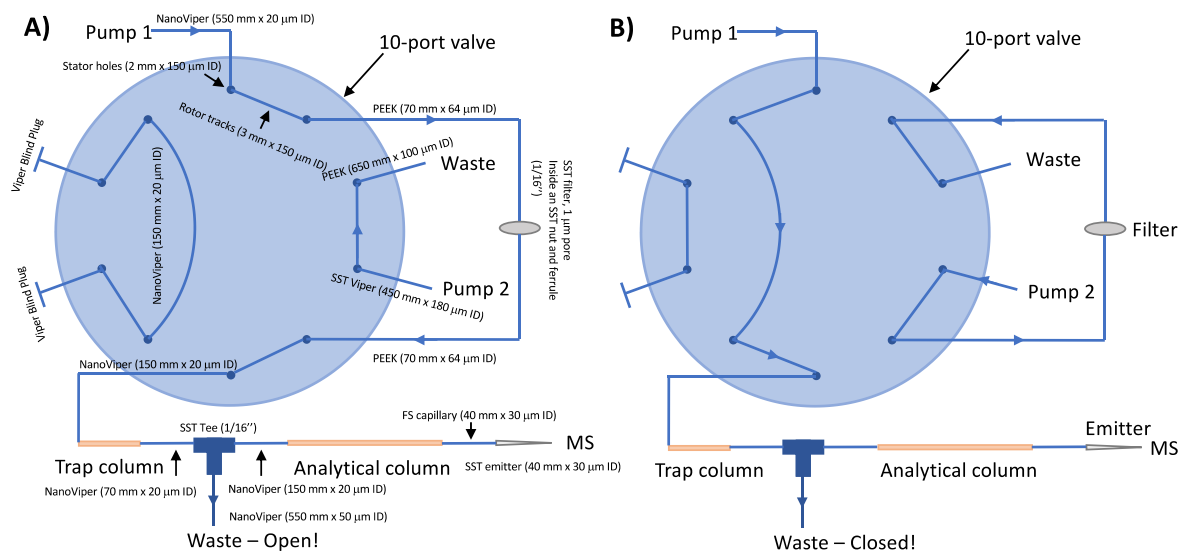 A)
NanoViper (550 mm x 20 µm ID)
Pump 1
10-port valve
Stator holes (2 mm x 150 µm ID)
Rotor tracks (3 mm x 150 µm ID)
PEEK (70 mm x 64 µm ID)
Viper Blind Plug
NanoViper (150 mm x 20 µm ID)
PEEK (650 mm x 100 µm ID)
Waste
SST filter, 1 µm pore
Inside an SST nut and ferrule
(1/16’’)
Viper Blind Plug
SST Viper (450 mm x 180 µm ID)
Pump 2
NanoViper (150 mm x 20 µm ID)
PEEK (70 mm x 64 µm ID)
SST Tee (1/16’’)
FS capillary (40 mm x 30 µm ID)
MS
Trap column
Analytical column
SST emitter (40 mm x 30 µm ID)
NanoViper (70 mm x 20 µm ID)
NanoViper (150 mm x 20 µm ID)
NanoViper (550 mm x 50 µm ID)
Waste – Open!
B)
Pump 1
10-port valve
Waste
Filter
Pump 2
Emitter
MS
Trap column
Analytical column
Waste – Closed!